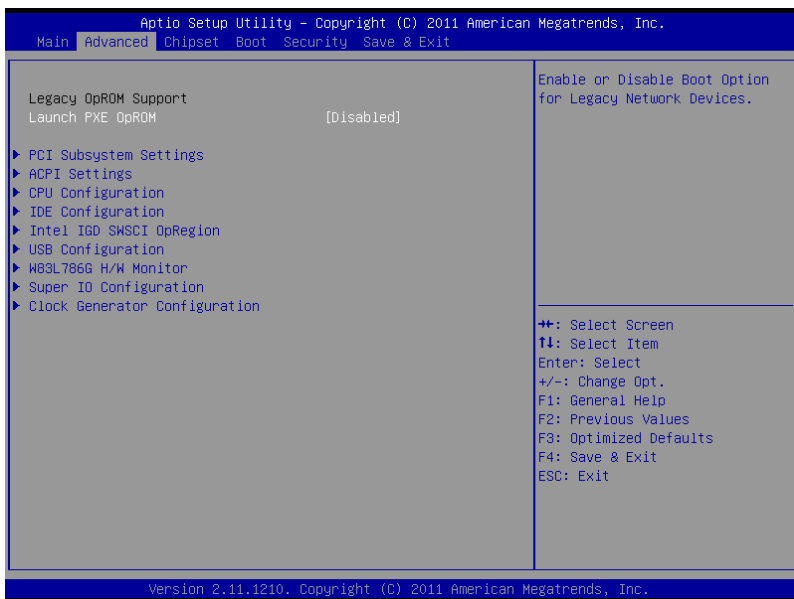 Aptio Setup Utility – Copyright (C) 2011 American Megatrends, Inc.
Main Advanced Chipset Boot Security Save & Exit
Legacy OpROM Support
Launch PXE OpROM [Disabled]
▶ PCI Subsystem Settings
▶ ACPI Settings
▶ CPU Configuration
▶ IDE Configuration
▶ Intel IGD SWSCI OpRegion
▶ USB Configuration
▶ W83L786G H/W Monitor
▶ Super IO Configuration
▶ Clock Generator Configuration
Enable or Disable Boot Option
for Legacy Network Devices.
→←: Select Screen
↑↓: Select Item
Enter: Select
+/-: Change Opt.
F1: General Help
F2: Previous Values
F3: Optimized Defaults
F4: Save & Exit
ESC: Exit
Version 2.11.1210. Copyright (C) 2011 American Megatrends, Inc.